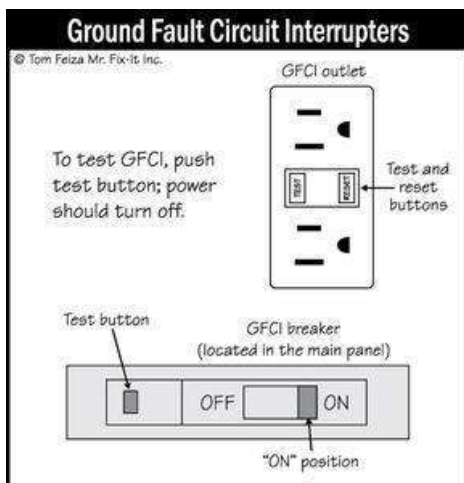 Ground Fault Circuit Interrupters
© Tom Feiza Mr. Fix-It Inc.
GFCI outlet
To test GFCI, push
test button; power
should turn off.
TEST
RESET
Test and
reset
buttons
Test button
GFCI breaker
(located in the main panel)
OFF
ON
"ON" position